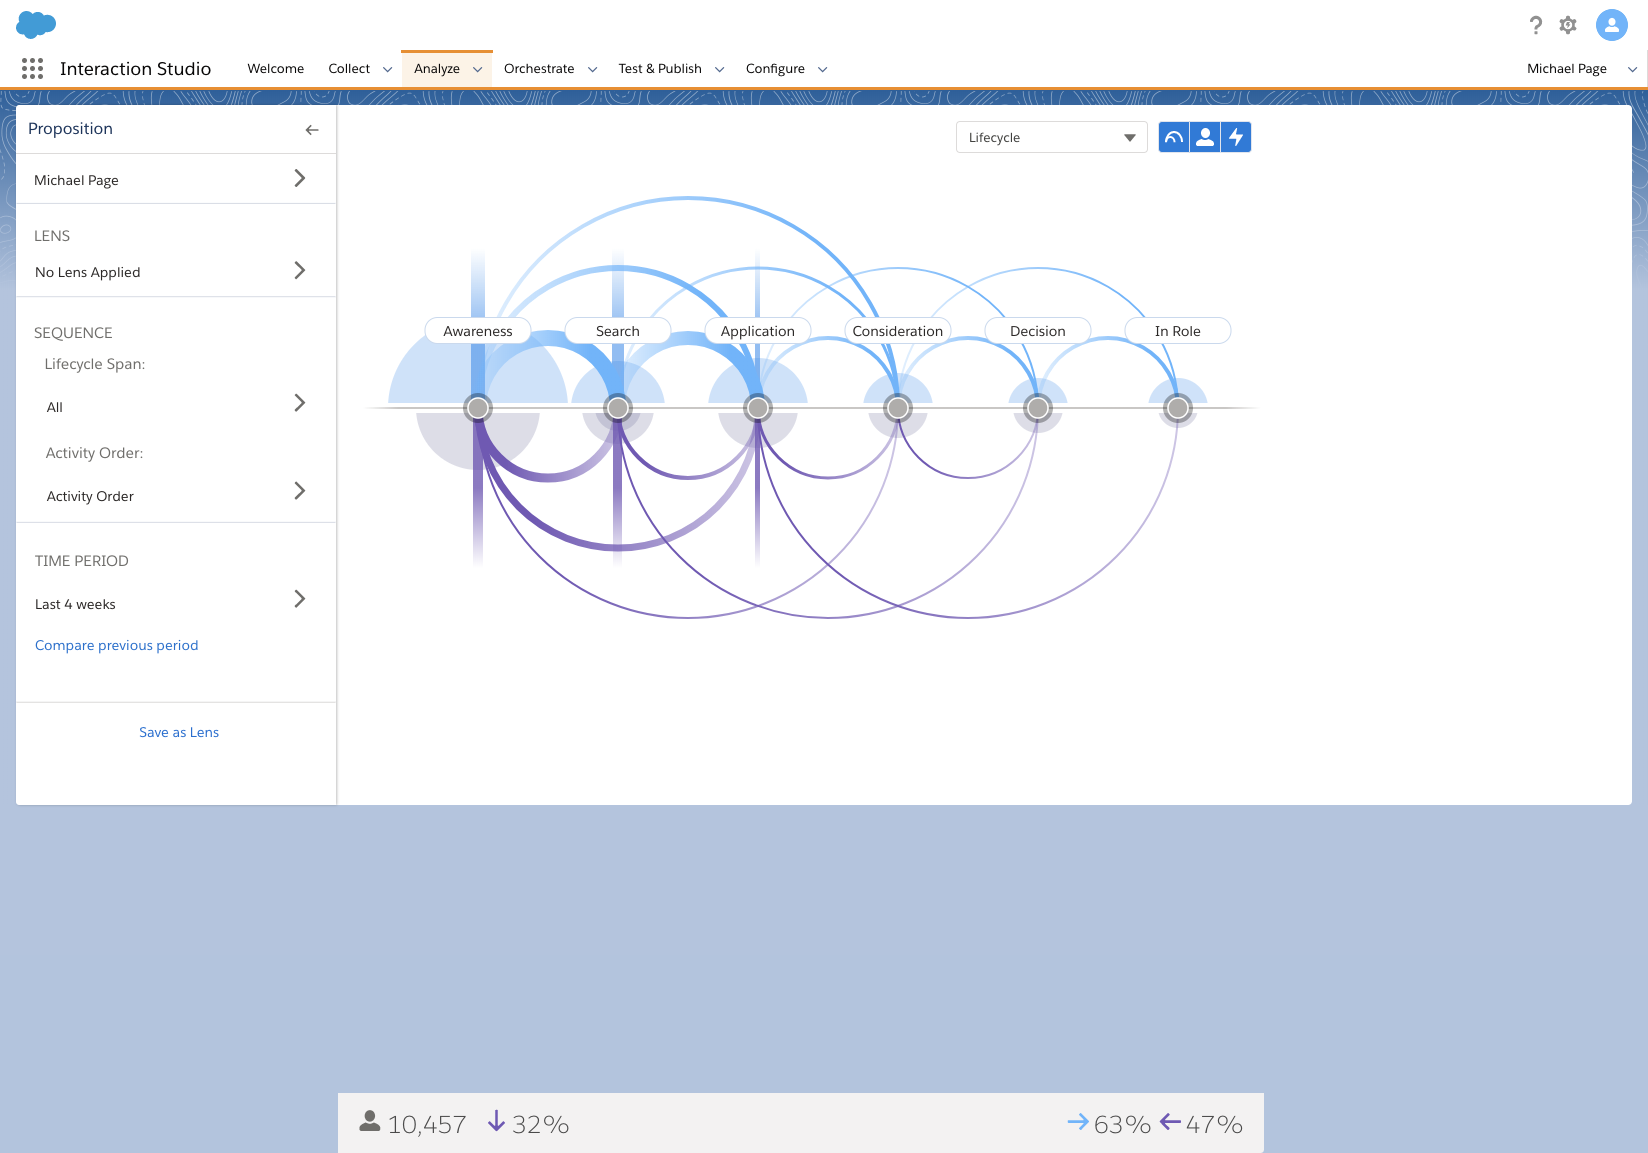 Interaction Studio
Welcome
Collect
Analyze
Orchestrate
Test & Publish
Configure
Michael Page
Proposition
Michael Page
LENS
No Lens Applied
SEQUENCE
Lifecycle Span:
All
Activity Order:
Activity Order
TIME PERIOD
Last 4 weeks
Compare previous period
Save as Lens
Lifecycle
Awareness
Search
Application
Consideration
Decision
In Role
10,457
32%
63%
47%